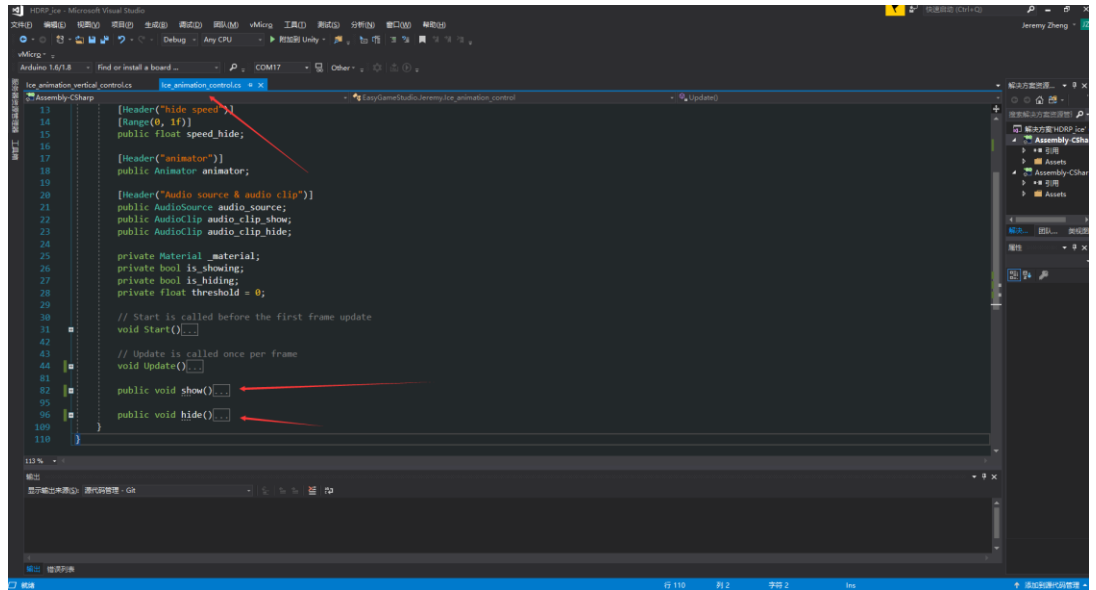 HDRP_ice - Microsoft Visual Studio
快速启动 (Ctrl+Q)
文件(F) 编辑(E) 视图(V) 项目(P) 生成(B) 调试(D) 团队(M) vMicro 工具(T) 测试(S) 分析(N) 窗口(W) 帮助(H)
Jeremy Zheng
JZ
Debug Any CPU 附加到 Unity
vMicro
Arduino 1.6/1.8 Find or install a board ... COM17 Other
Ice_animation_vertical_control.cs Ice_animation_control.cs
Assembly-CSharp EasyGameStudio.Jeremy.Ice_animation_control Update()
13 [Header("hide speed")]
14 [Range(0, 1f)]
15 public float speed_hide;
16
17 [Header("animator")]
18 public Animator animator;
19
20 [Header("Audio source & audio clip")]
21 public AudioSource audio_source;
22 public AudioClip audio_clip_show;
23 public AudioClip audio_clip_hide;
24
25 private Material _material;
26 private bool is_showing;
27 private bool is_hiding;
28 private float threshold = 0;
29
30 // Start is called before the first frame update
31 void Start()...
42
43 // Update is called once per frame
44 void Update()...
81
82 public void show()...
95
96 public void hide()...
109 }
110 }
113 %
输出
显示输出来源(S): 源代码管理 - Git
输出 错误列表
解决方案资源...
搜索解决方案资源管
解决方案'HDRP_ice'
Assembly-CSha
引用
Assets
Assembly-CShar
引用
Assets
解决... 团队... 类视图
属性
就绪
行 110 列 2 字符 2 Ins
添加到源代码管理